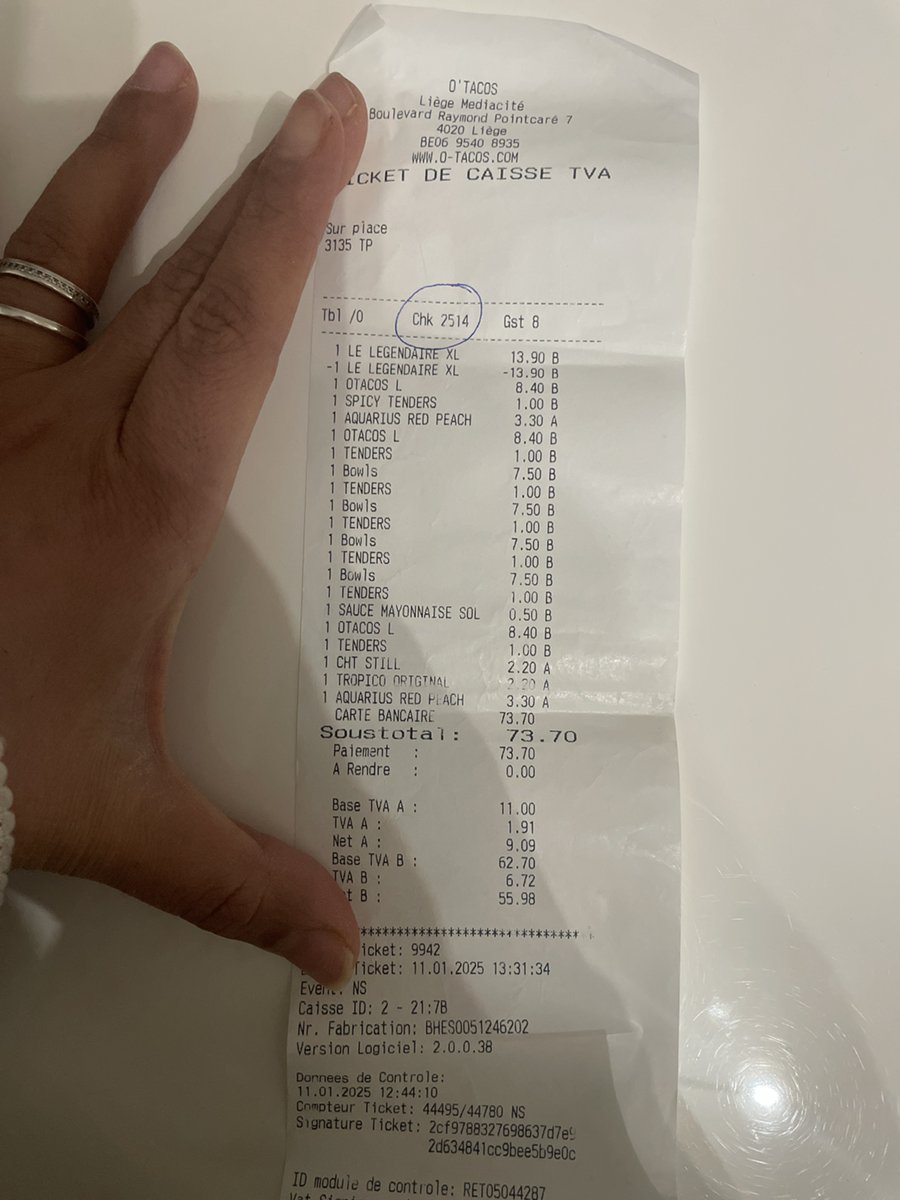 O'TACOS
Liège Mediacité
Boulevard Raymond Pointcaré 7
4020 Liège
BE06 9540 8935
WWW.O-TACOS.COM
ICKET DE CAISSE TVA
Sur place
3135 TP
Tbl /0 Chk 2514 Gst 8
1 LE LEGENDAIRE XL 13.90 B
-1 LE LEGENDAIRE XL -13.90 B
1 OTACOS L 8.40 B
1 SPICY TENDERS 1.00 B
1 AQUARIUS RED PEACH 3.30 A
1 OTACOS L 8.40 B
1 TENDERS 1.00 B
1 Bowls 7.50 B
1 TENDERS 1.00 B
1 Bowls 7.50 B
1 TENDERS 1.00 B
1 Bowls 7.50 B
1 TENDERS 1.00 B
1 Bowls 7.50 B
1 TENDERS 1.00 B
1 SAUCE MAYONNAISE SOL 0.50 B
1 OTACOS L 8.40 B
1 TENDERS 1.00 B
1 CHT STILL 2.20 A
1 TROPICO ORIGINAL 2.20 A
1 AQUARIUS RED PEACH 3.30 A
CARTE BANCAIRE 73.70
Soustotal: 73.70
Paiement : 73.70
A Rendre : 0.00
Base TVA A : 11.00
TVA A : 1.91
Net A : 9.09
Base TVA B : 62.70
TVA B : 6.72
t B : 55.98
icket: 9942
icket: 11.01.2025 13:31:34
Event: NS
Caisse ID: 2 - 21:7B
Nr. Fabrication: BHES0051246202
Version Logiciel: 2.0.0.38
Donnees de Controle:
11.01.2025 12:44:10
Compteur Ticket: 44495/44780 NS
Signature Ticket: 2cf9788327698637d7e9
2d634841cc9bee5b9e0c
ID module de controle: RET05044287